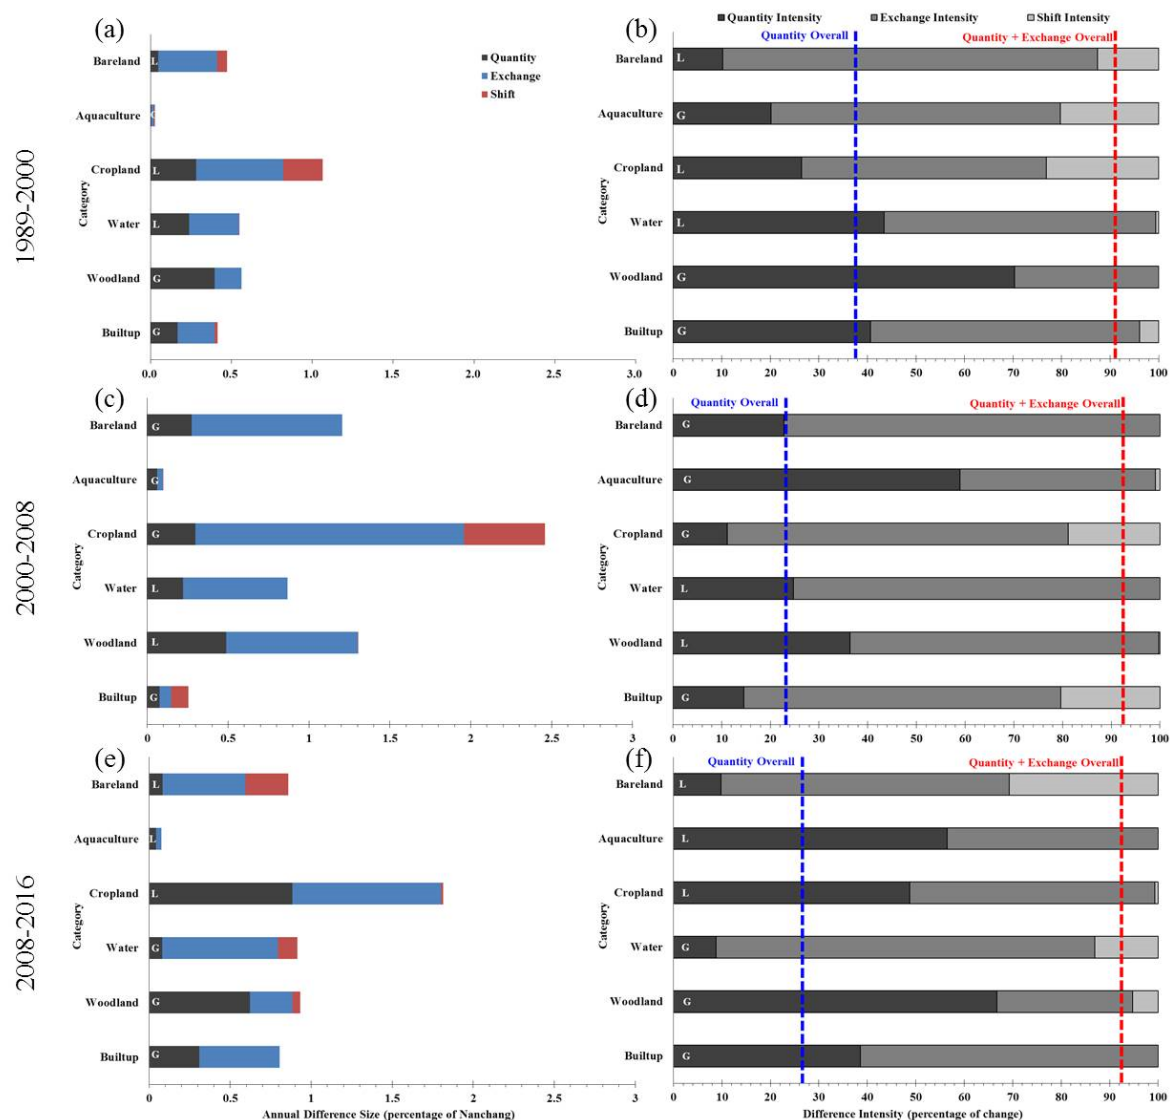 (a)
Bareland
L
Aquaculture
G
Cropland
L
Water
L
Woodland
G
Builtup
G
Category
Quantity
Exchange
Shift
0.0 0.5 1.0 1.5 2.0 2.5 3.0
1989-2000
(b)
Quantity Intensity Exchange Intensity Shift Intensity
Quantity Overall Quantity + Exchange Overall
Bareland
L
Aquaculture
G
Cropland
L
Water
L
Woodland
G
Builtup
G
Category
0 10 20 30 40 50 60 70 80 90 100
(c)
Bareland
G
Aquaculture
G
Cropland
G
Water
L
Woodland
L
Builtup
G
Category
0 0.5 1 1.5 2 2.5 3
2000-2008
(d)
Quantity Overall Quantity + Exchange Overall
Bareland
G
Aquaculture
G
Cropland
G
Water
L
Woodland
L
Builtup
G
Category
0 10 20 30 40 50 60 70 80 90 100
(e)
Bareland
L
Aquaculture
L
Cropland
L
Water
G
Woodland
G
Builtup
G
Category
0 0.5 1 1.5 2 2.5 3
Annual Difference Size (percentage of Nanchang)
2008-2016
(f)
Quantity Overall Quantity + Exchange Overall
Bareland
L
Aquaculture
L
Cropland
L
Water
G
Woodland
G
Builtup
G
Category
0 10 20 30 40 50 60 70 80 90 100
Difference Intensity (percentage of change)